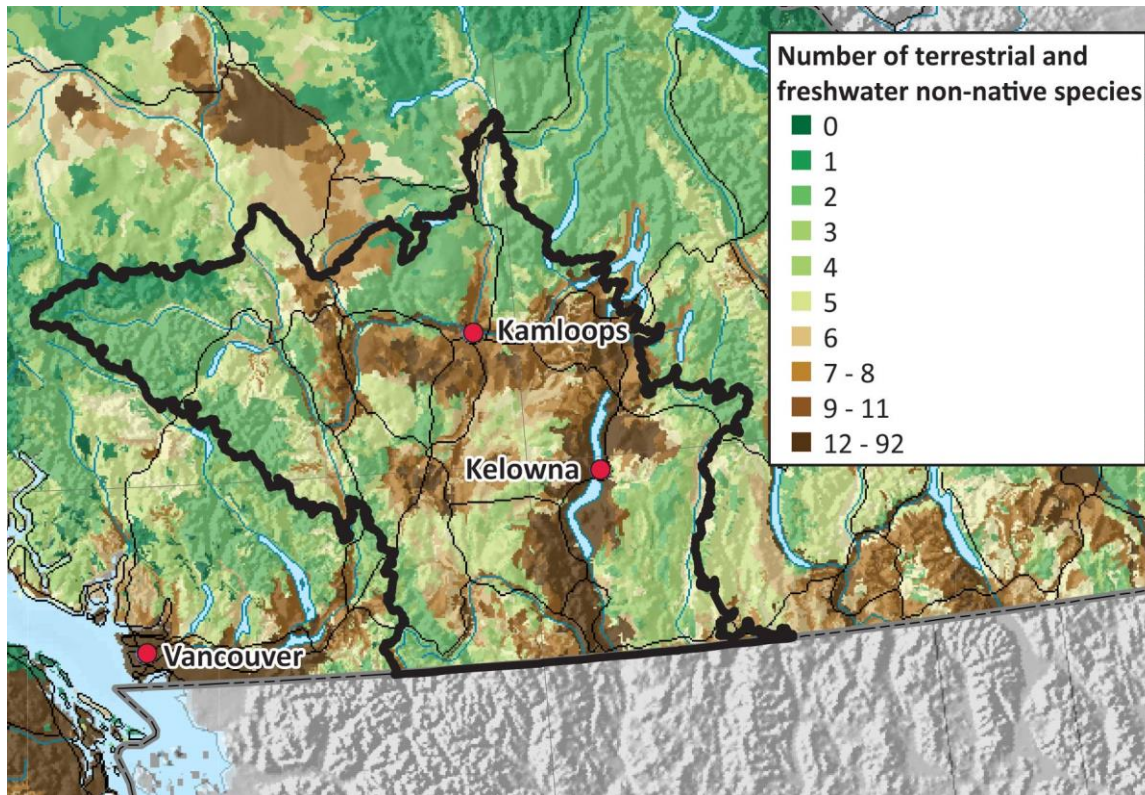 Number of terrestrial and
freshwater non-native species
0
1
2
3
4
5
6
7 - 8
9 - 11
12 - 92
Kamloops
Kelowna
Vancouver